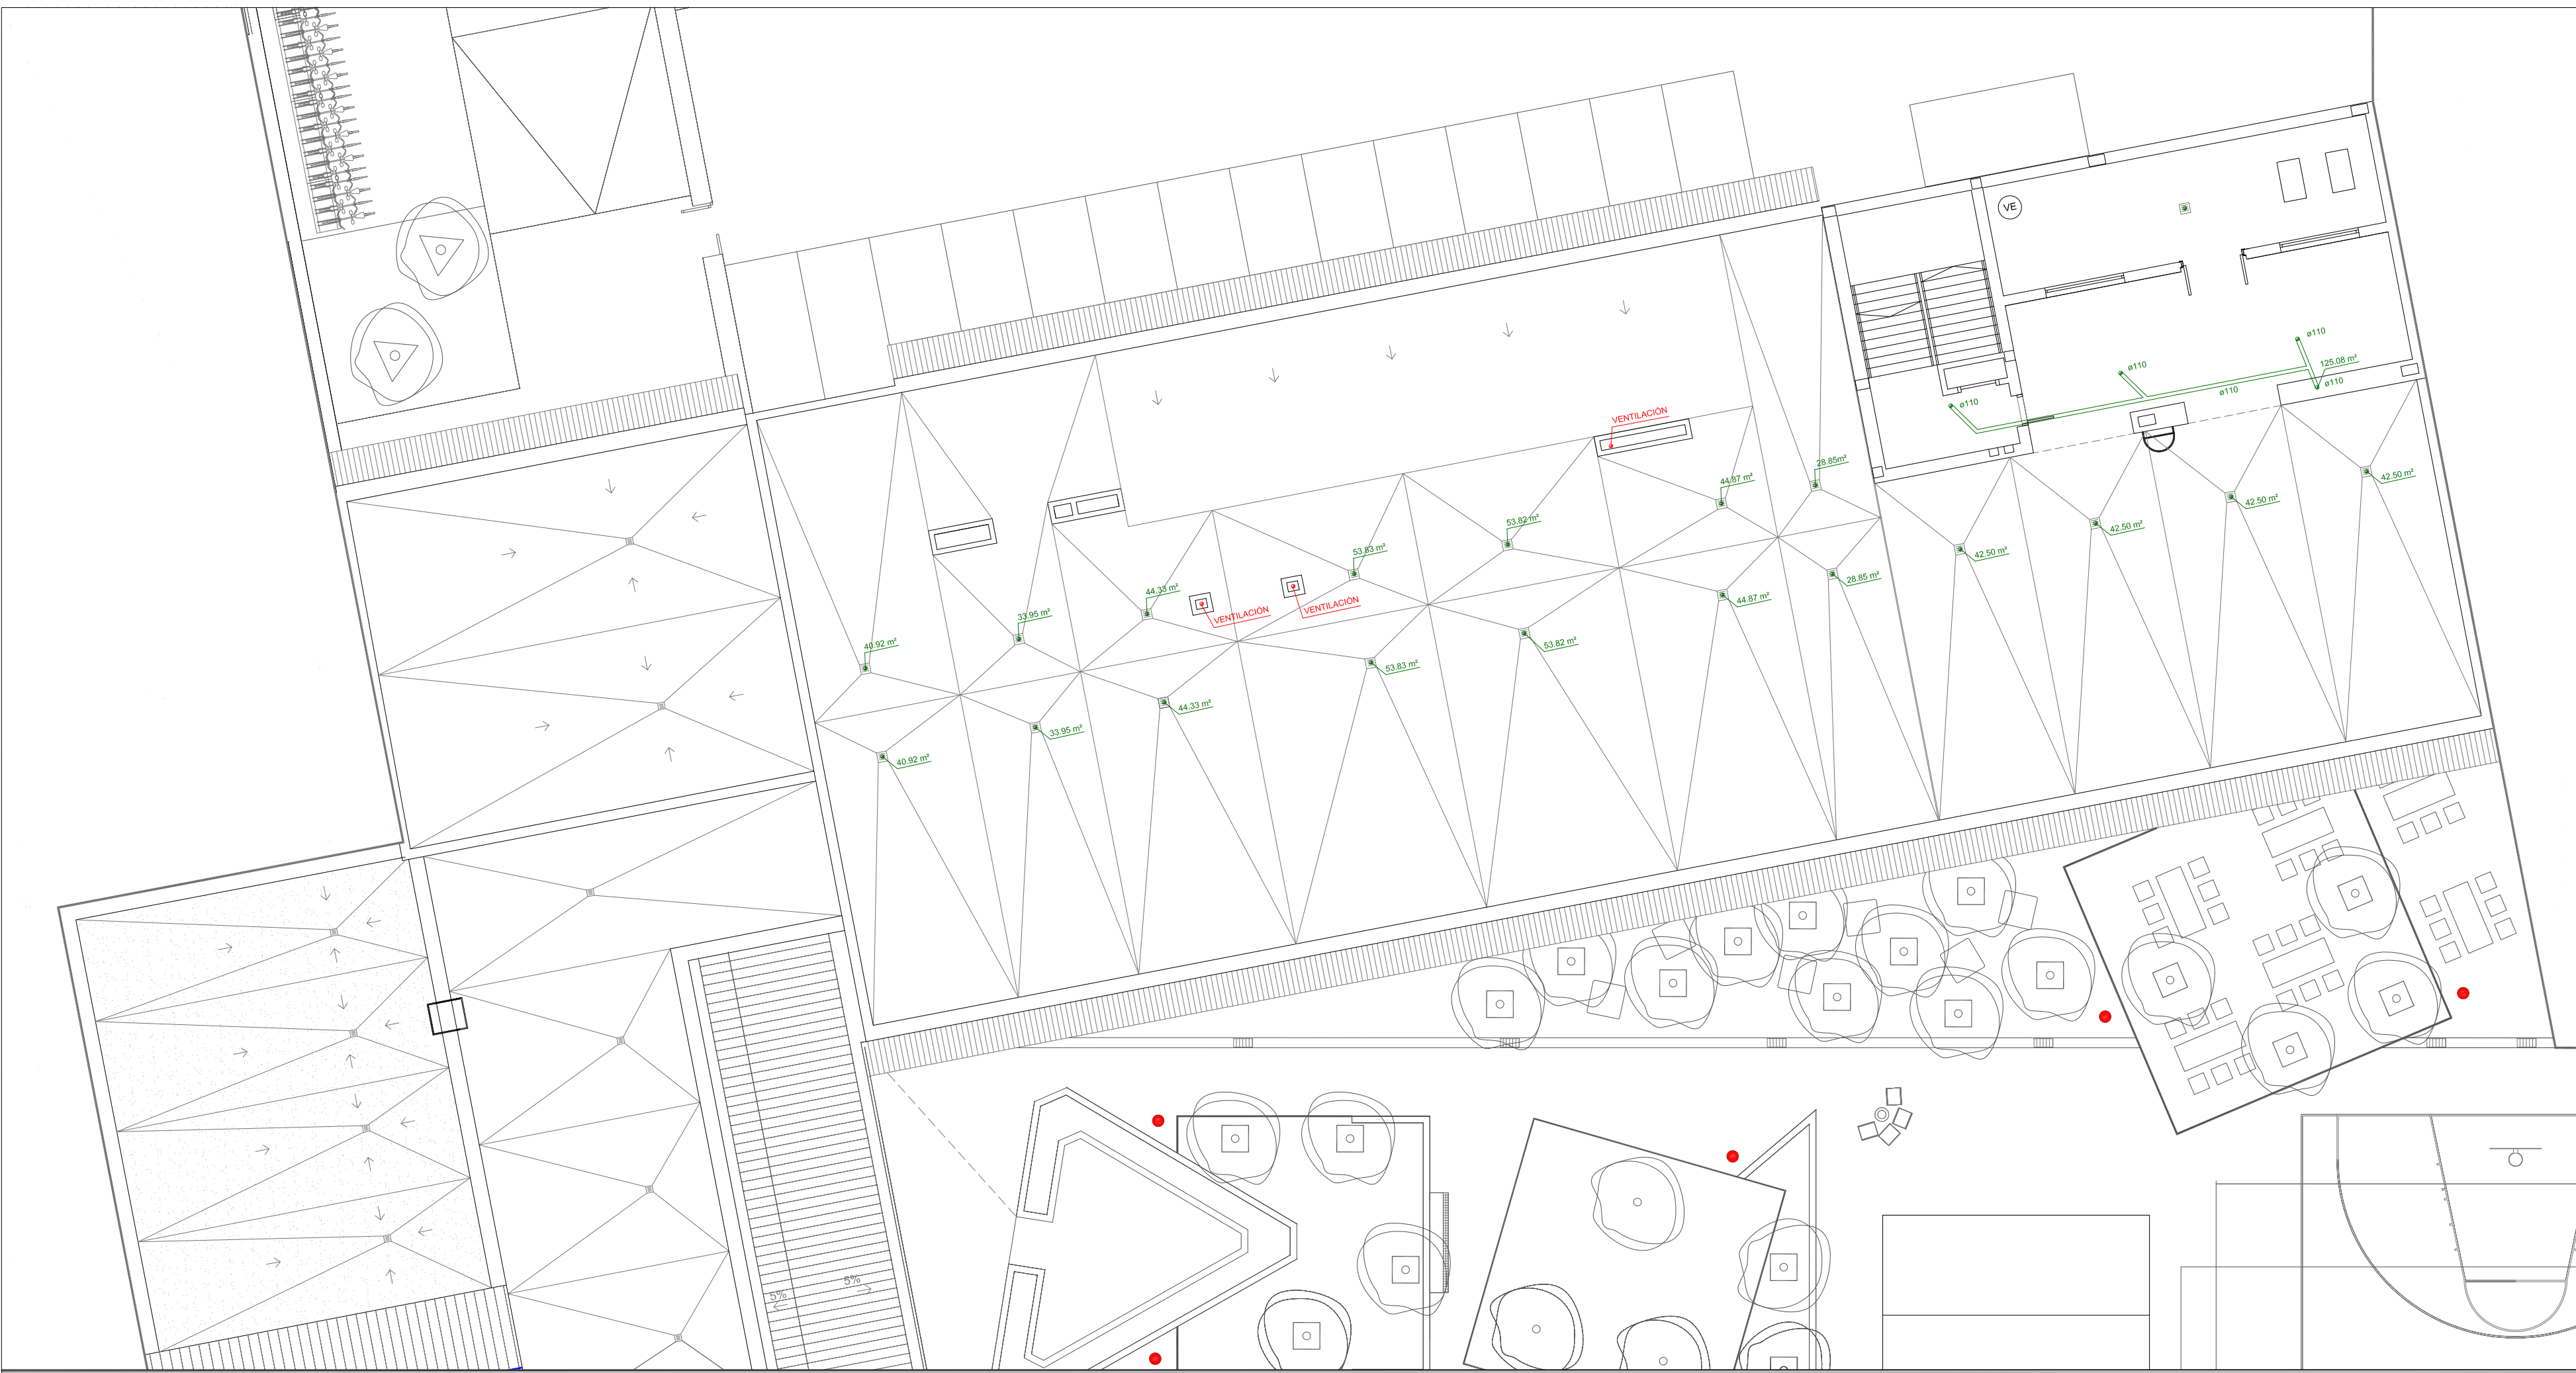 VE
ø110
125.08 m²
ø110
ø110
ø110
ø110
VENTILACIÓN
28.85m²
44.87 m²
42.50 m²
42.50 m²
53.82 m²
42.50 m²
53.83 m²
42.50 m²
28.85 m²
44.33 m²
44.87 m²
VENTILACIÓN
VENTILACIÓN
33.95 m²
40.92 m²
53.82 m²
53.83 m²
44.33 m²
33.95 m²
40.92 m²
5%
5%